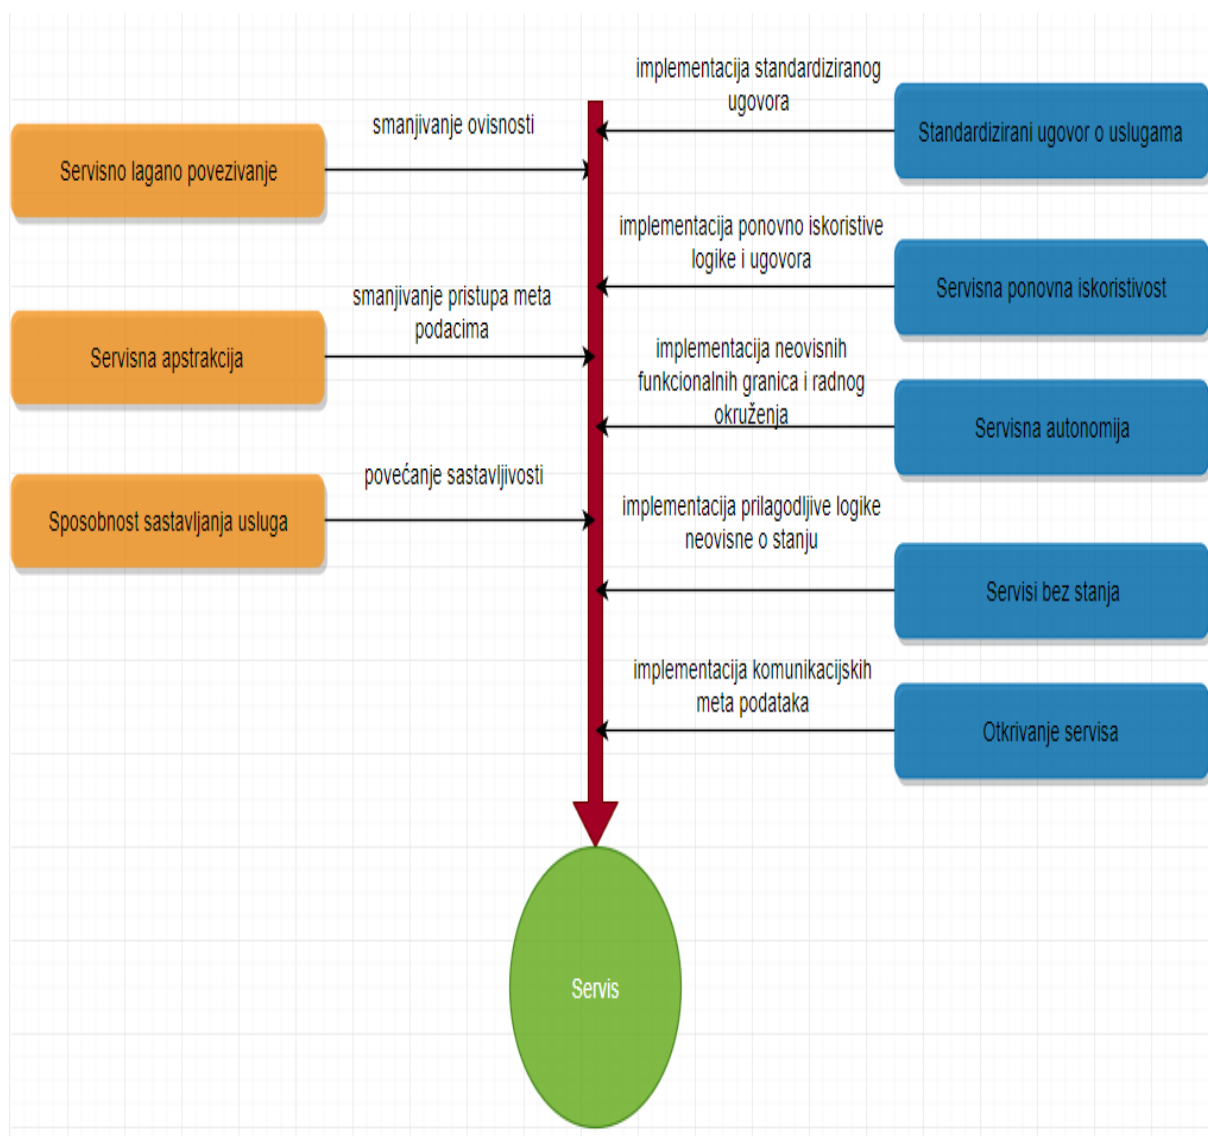 implementacija standardiziranog
ugovora
Standardizirani ugovor o uslugama
smanjivanje ovisnosti
Servisno lagano povezivanje
implementacija ponovno iskoristive
logike i ugovora
Servisna ponovna iskoristivost
smanjivanje pristupa meta
podacima
Servisna apstrakcija
implementacija neovisnih
funkcionalnih granica i radnog
okruženja
Servisna autonomija
povećanje sastavljivosti
Sposobnost sastavljanja usluga
implementacija prilagodljive logike
neovisne o stanju
Servisi bez stanja
implementacija komunikacijskih
meta podataka
Otkrivanje servisa
Servis